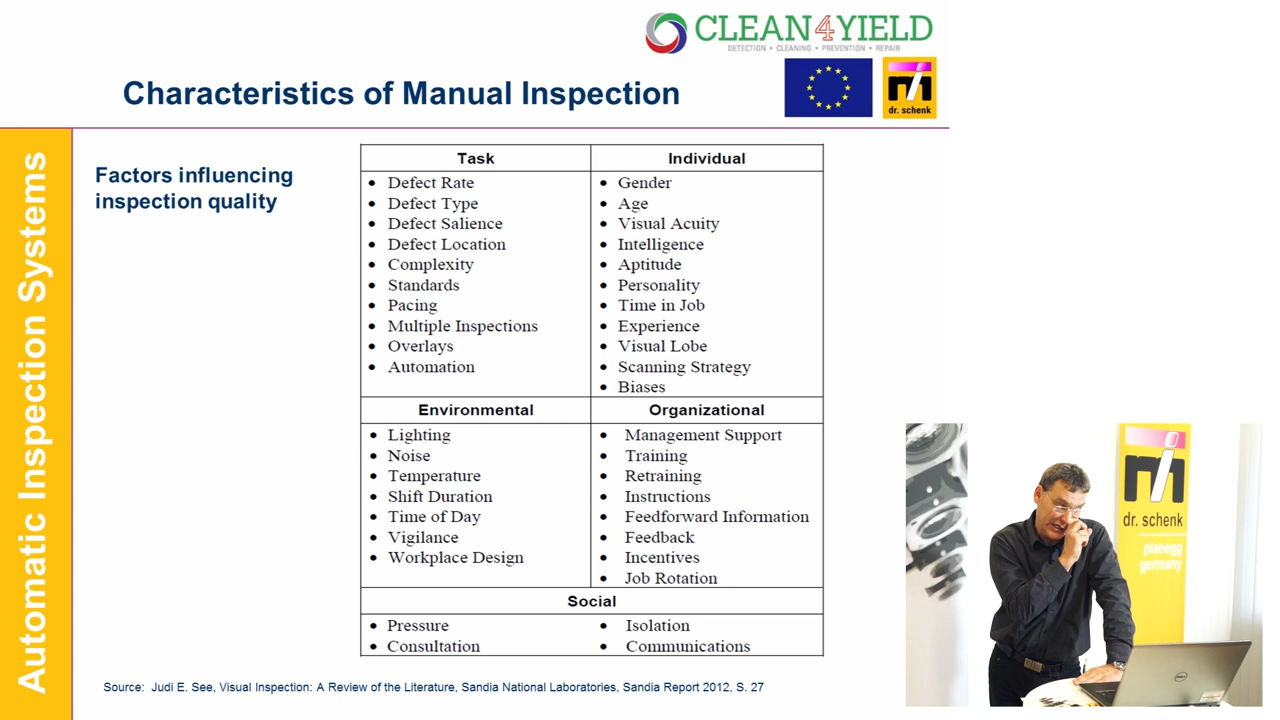 CLEAN4YIELD
DETECTION • CLEANING • PREVENTION • REPAIR
Characteristics of Manual Inspection
dr. schenk
Automatic Inspection Systems
Factors influencing
inspection quality
Task
• Defect Rate
• Defect Type
• Defect Salience
• Defect Location
• Complexity
• Standards
• Pacing
• Multiple Inspections
• Overlays
• Automation
Individual
• Gender
• Age
• Visual Acuity
• Intelligence
• Aptitude
• Personality
• Time in Job
• Experience
• Visual Lobe
• Scanning Strategy
• Biases
Environmental
• Lighting
• Noise
• Temperature
• Shift Duration
• Time of Day
• Vigilance
• Workplace Design
Organizational
• Management Support
• Training
• Retraining
• Instructions
• Feedforward Information
• Feedback
• Incentives
• Job Rotation
Social
• Pressure
• Consultation
• Isolation
• Communications
Source: Judi E. See, Visual Inspection: A Review of the Literature, Sandia National Laboratories, Sandia Report 2012, S. 27
dr. schenk
planegg
germany
DELL